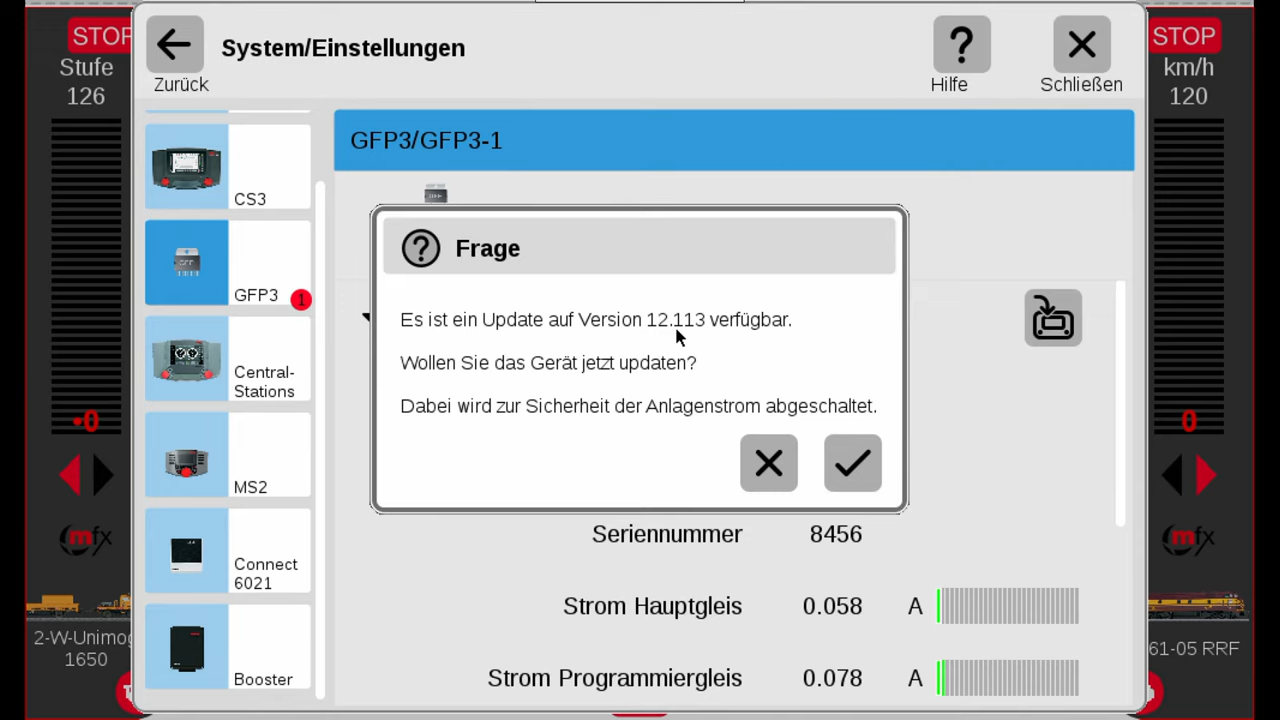 STOP
Stufe
126
-0
mfx
2-W-Unimog
1650
Zurück
System/Einstellungen
Hilfe
Schließen
CS3
GFP3
1
Central-
Stations
MS2
Connect
6021
Booster
GFP3/GFP3-1
Frage
Es ist ein Update auf Version 12.113 verfügbar.
Wollen Sie das Gerät jetzt updaten?
Dabei wird zur Sicherheit der Anlagenstrom abgeschaltet.
Seriennummer 8456
Strom Hauptgleis 0.058 A
Strom Programmiergleis 0.078 A
STOP
km/h
120
0
mfx
61-05 RRF